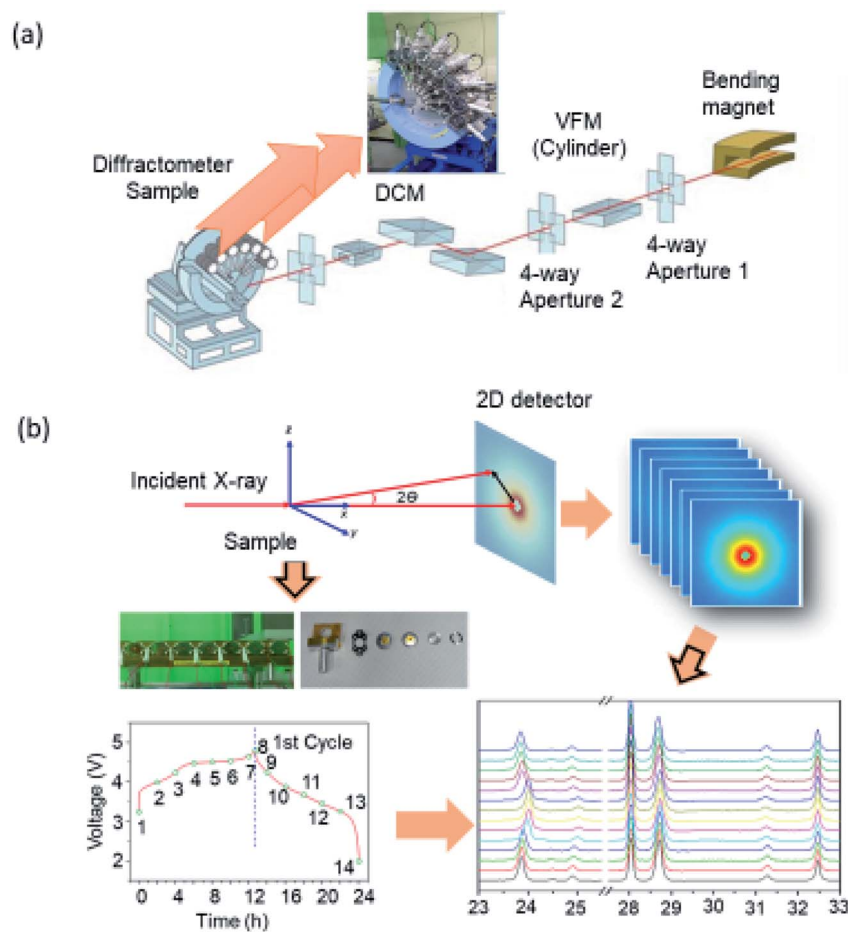 (a)
Bending
magnet
VFM
(Cylinder)
Diffractometer
Sample
DCM
4-way
Aperture 1
4-way
Aperture 2
(b)
2D detector
z
Incident X-ray
2Θ
x
y
Sample
5
4
3
2
Voltage (V)
1st Cycle
1
2
3
4
5
6
7
8
9
10
11
12
13
14
0 4 8 12 16 20 24
Time (h)
//
//
23 24 25 28 29 30 31 32 33